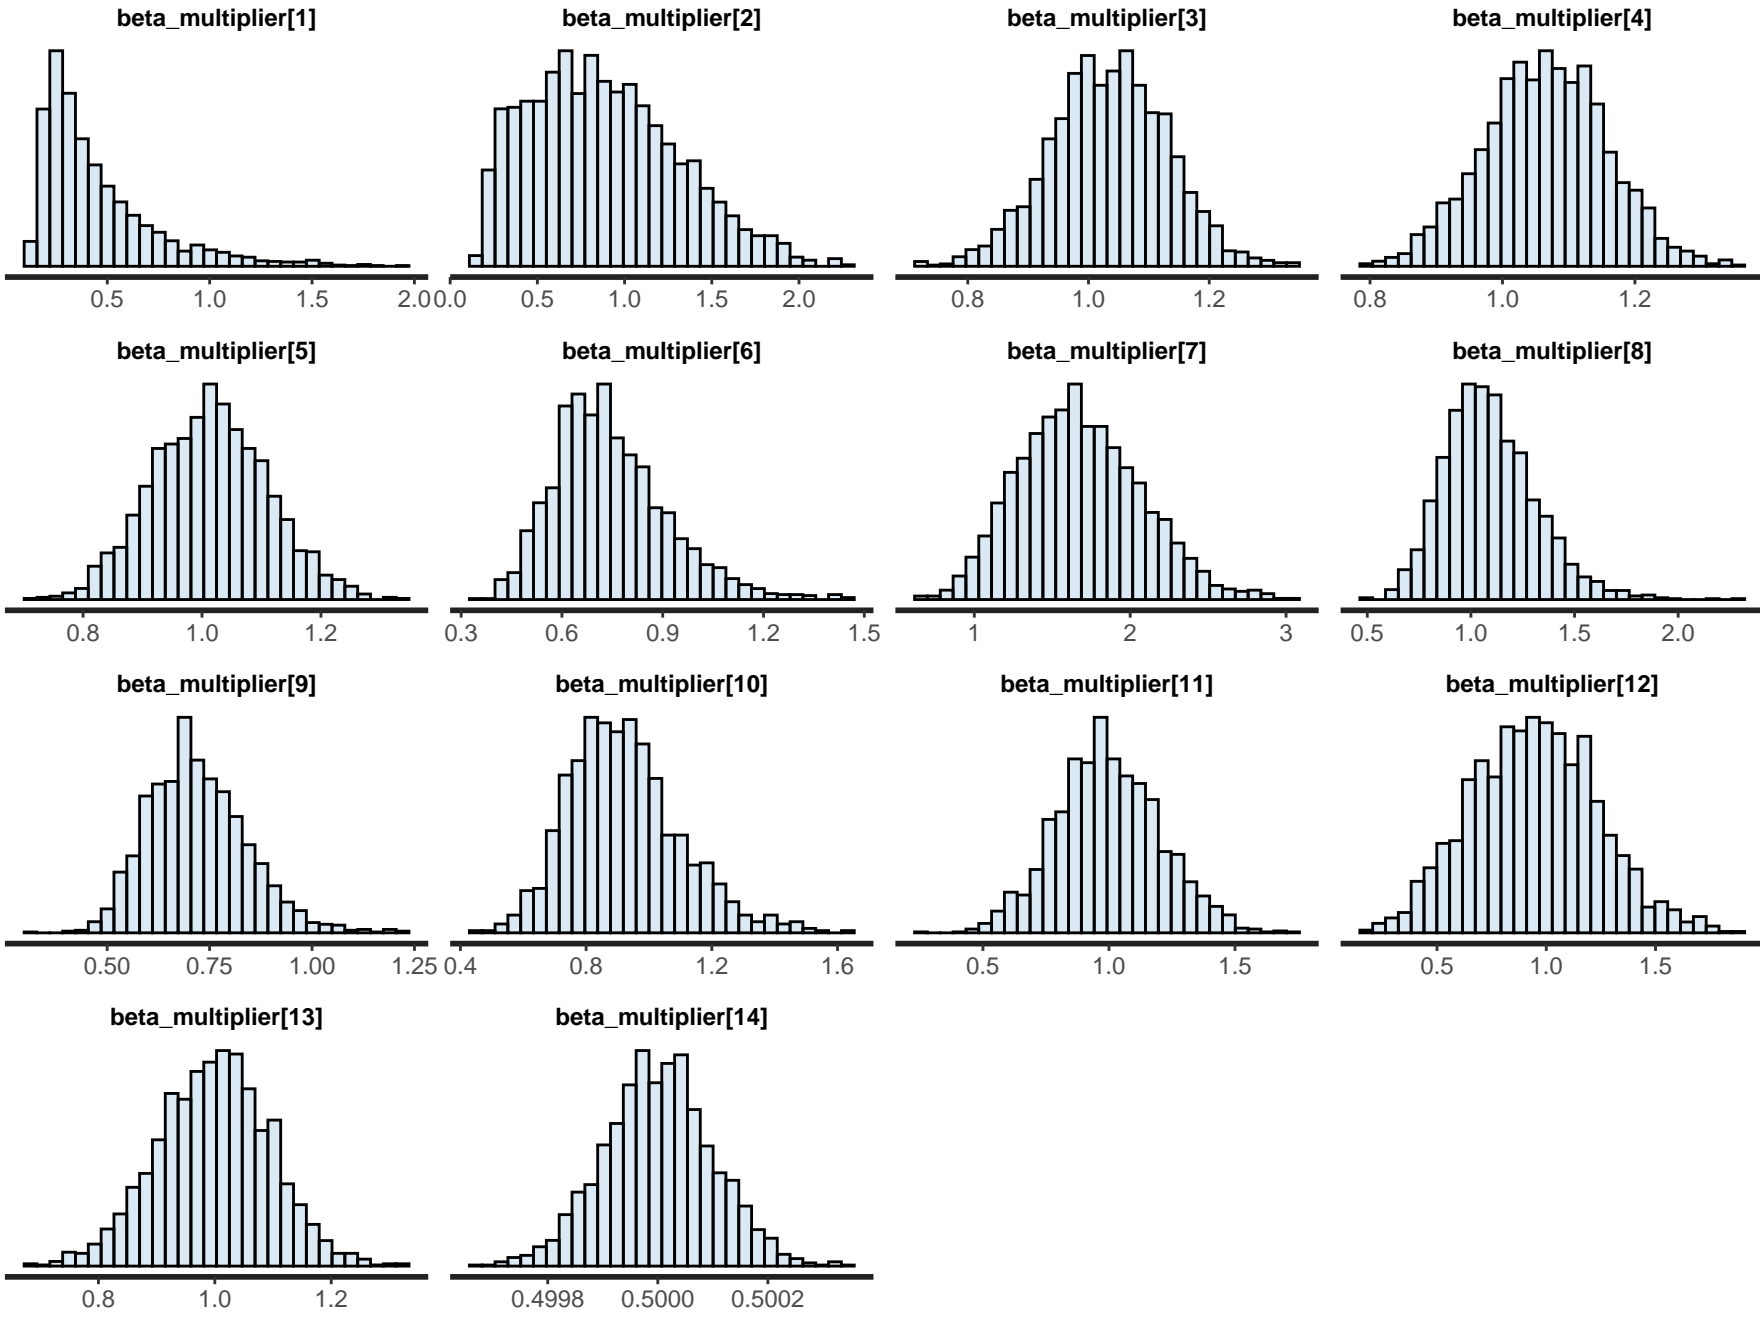 beta_multiplier[1] beta_multiplier[2] beta_multiplier[3] beta_multiplier[4]
0.5 1.0 1.5 2.0 0.0 0.5 1.0 1.5 2.0 0.8 1.0 1.2 0.8 1.0 1.2
beta_multiplier[5] beta_multiplier[6] beta_multiplier[7] beta_multiplier[8]
0.8 1.0 1.2 0.3 0.6 0.9 1.2 1.5 1 2 3 0.5 1.0 1.5 2.0
beta_multiplier[9] beta_multiplier[10] beta_multiplier[11] beta_multiplier[12]
0.50 0.75 1.00 1.25 0.4 0.8 1.2 1.6 0.5 1.0 1.5 0.5 1.0 1.5
beta_multiplier[13] beta_multiplier[14]
0.8 1.0 1.2 0.4998 0.5000 0.5002